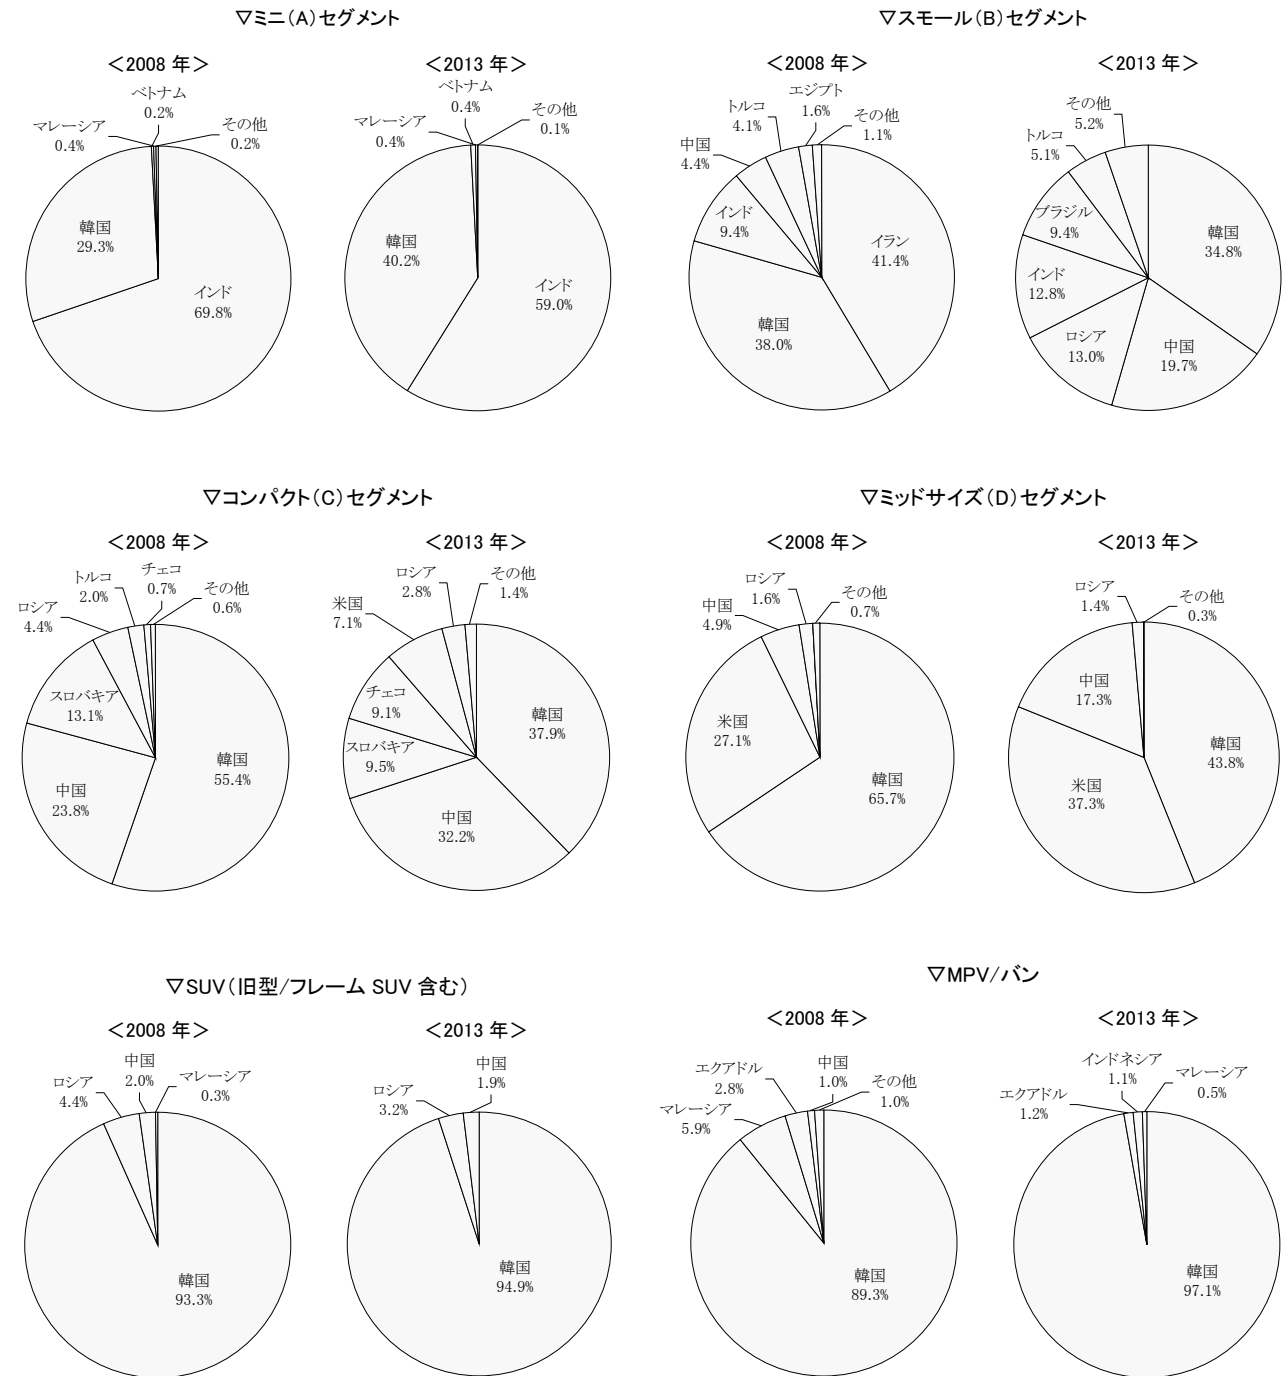 ▽ミニ(A)セグメント
<2008 年>
ベトナム
0.2%
マレーシア
0.4%
その他
0.2%
韓国
29.3%
インド
69.8%
<2013 年>
ベトナム
0.4%
マレーシア
0.4%
その他
0.1%
韓国
40.2%
インド
59.0%
▽スモール(B)セグメント
<2008 年>
エジプト
1.6%
トルコ
4.1%
その他
1.1%
中国
4.4%
インド
9.4%
イラン
41.4%
韓国
38.0%
<2013 年>
その他
5.2%
トルコ
5.1%
ブラジル
9.4%
韓国
34.8%
インド
12.8%
ロシア
13.0%
中国
19.7%
▽コンパクト(C)セグメント
<2008 年>
チェコ
0.7%
トルコ
2.0%
その他
0.6%
ロシア
4.4%
スロバキア
13.1%
韓国
55.4%
中国
23.8%
<2013 年>
ロシア
2.8%
その他
1.4%
米国
7.1%
チェコ
9.1%
韓国
37.9%
スロバキア
9.5%
中国
32.2%
▽ミッドサイズ(D)セグメント
<2008 年>
ロシア
1.6%
その他
0.7%
中国
4.9%
米国
27.1%
韓国
65.7%
<2013 年>
ロシア
1.4%
その他
0.3%
中国
17.3%
韓国
43.8%
米国
37.3%
▽SUV(旧型/フレーム SUV 含む)
<2008 年>
中国
2.0%
ロシア
4.4%
マレーシア
0.3%
韓国
93.3%
<2013 年>
中国
1.9%
ロシア
3.2%
韓国
94.9%
▽MPV/バン
<2008 年>
エクアドル
2.8%
中国
1.0%
その他
1.0%
マレーシア
5.9%
韓国
89.3%
<2013 年>
インドネシア
1.1%
マレーシア
0.5%
エクアドル
1.2%
韓国
97.1%